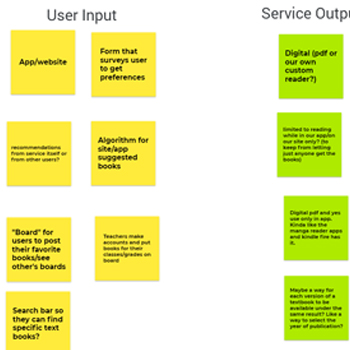 User Input
Service Outpu
App/website
Form that
surveys user
to get
preferences
recommendations
from service itself or
from other users?
Algorithm for
site/app
suggested
books
"Board" for
users to post
their favorite
books/see
other's boards
Teachers make
accounts and put
books for their
classes/grades on
board
Search bar so
they can find
specific text
books?
Digital (pdf or
our own
custom
reader?)
limited to reading
while in our app/on
our site only? (to
keep from letting
just anyone get the
books)
Digital pdf and yes
use only in app.
Kinda like the
manga reader apps
and kindle fire has
it.
Maybe a way for
each version of a
textbook to be
available under the
same result? Like a
way to select the
year of publication?